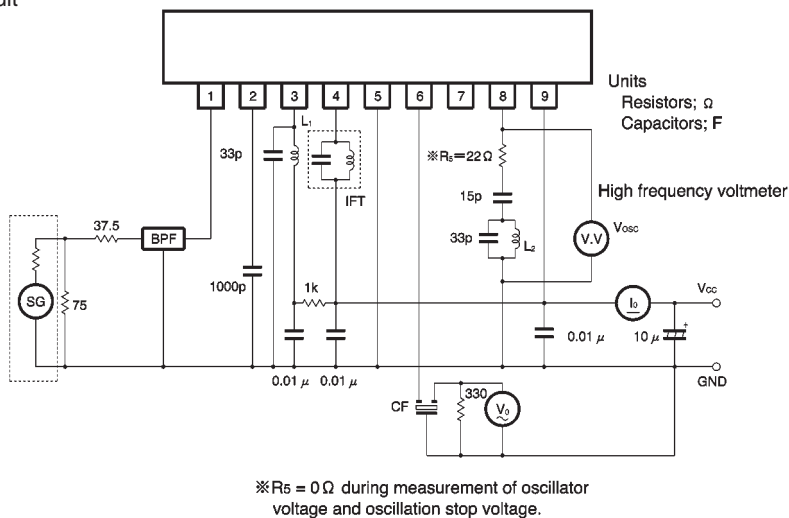 uit
1 2 3 4 5 6 7 8 9
Units
Resistors; Ω
Capacitors; F
L₁
33p
※R₅=22Ω
IFT
15p
High frequency voltmeter
37.5
BPF
33p
L₂
V.V
Vosc
SG
75
1000p
1k
I₀
Vcc
0.01 μ
10 μ
+
0.01 μ 0.01 μ
GND
CF
330
V₀
※R5 = 0Ω during measurement of oscillator
voltage and oscillation stop voltage.